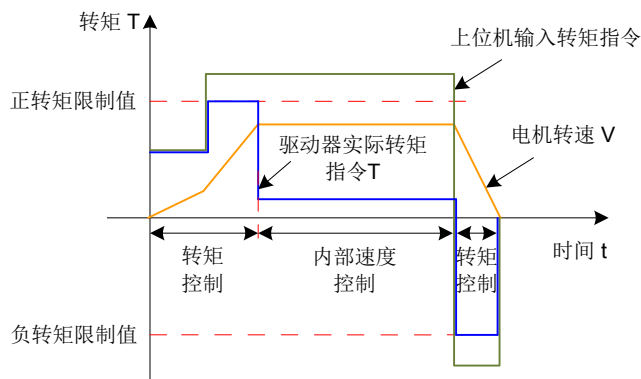 转矩 T
上位机输入转矩指令
正转矩限制值
驱动器实际转矩
指令T
电机转速 V
转矩
控制
内部速度
控制
转矩
控制
时间 t
负转矩限制值